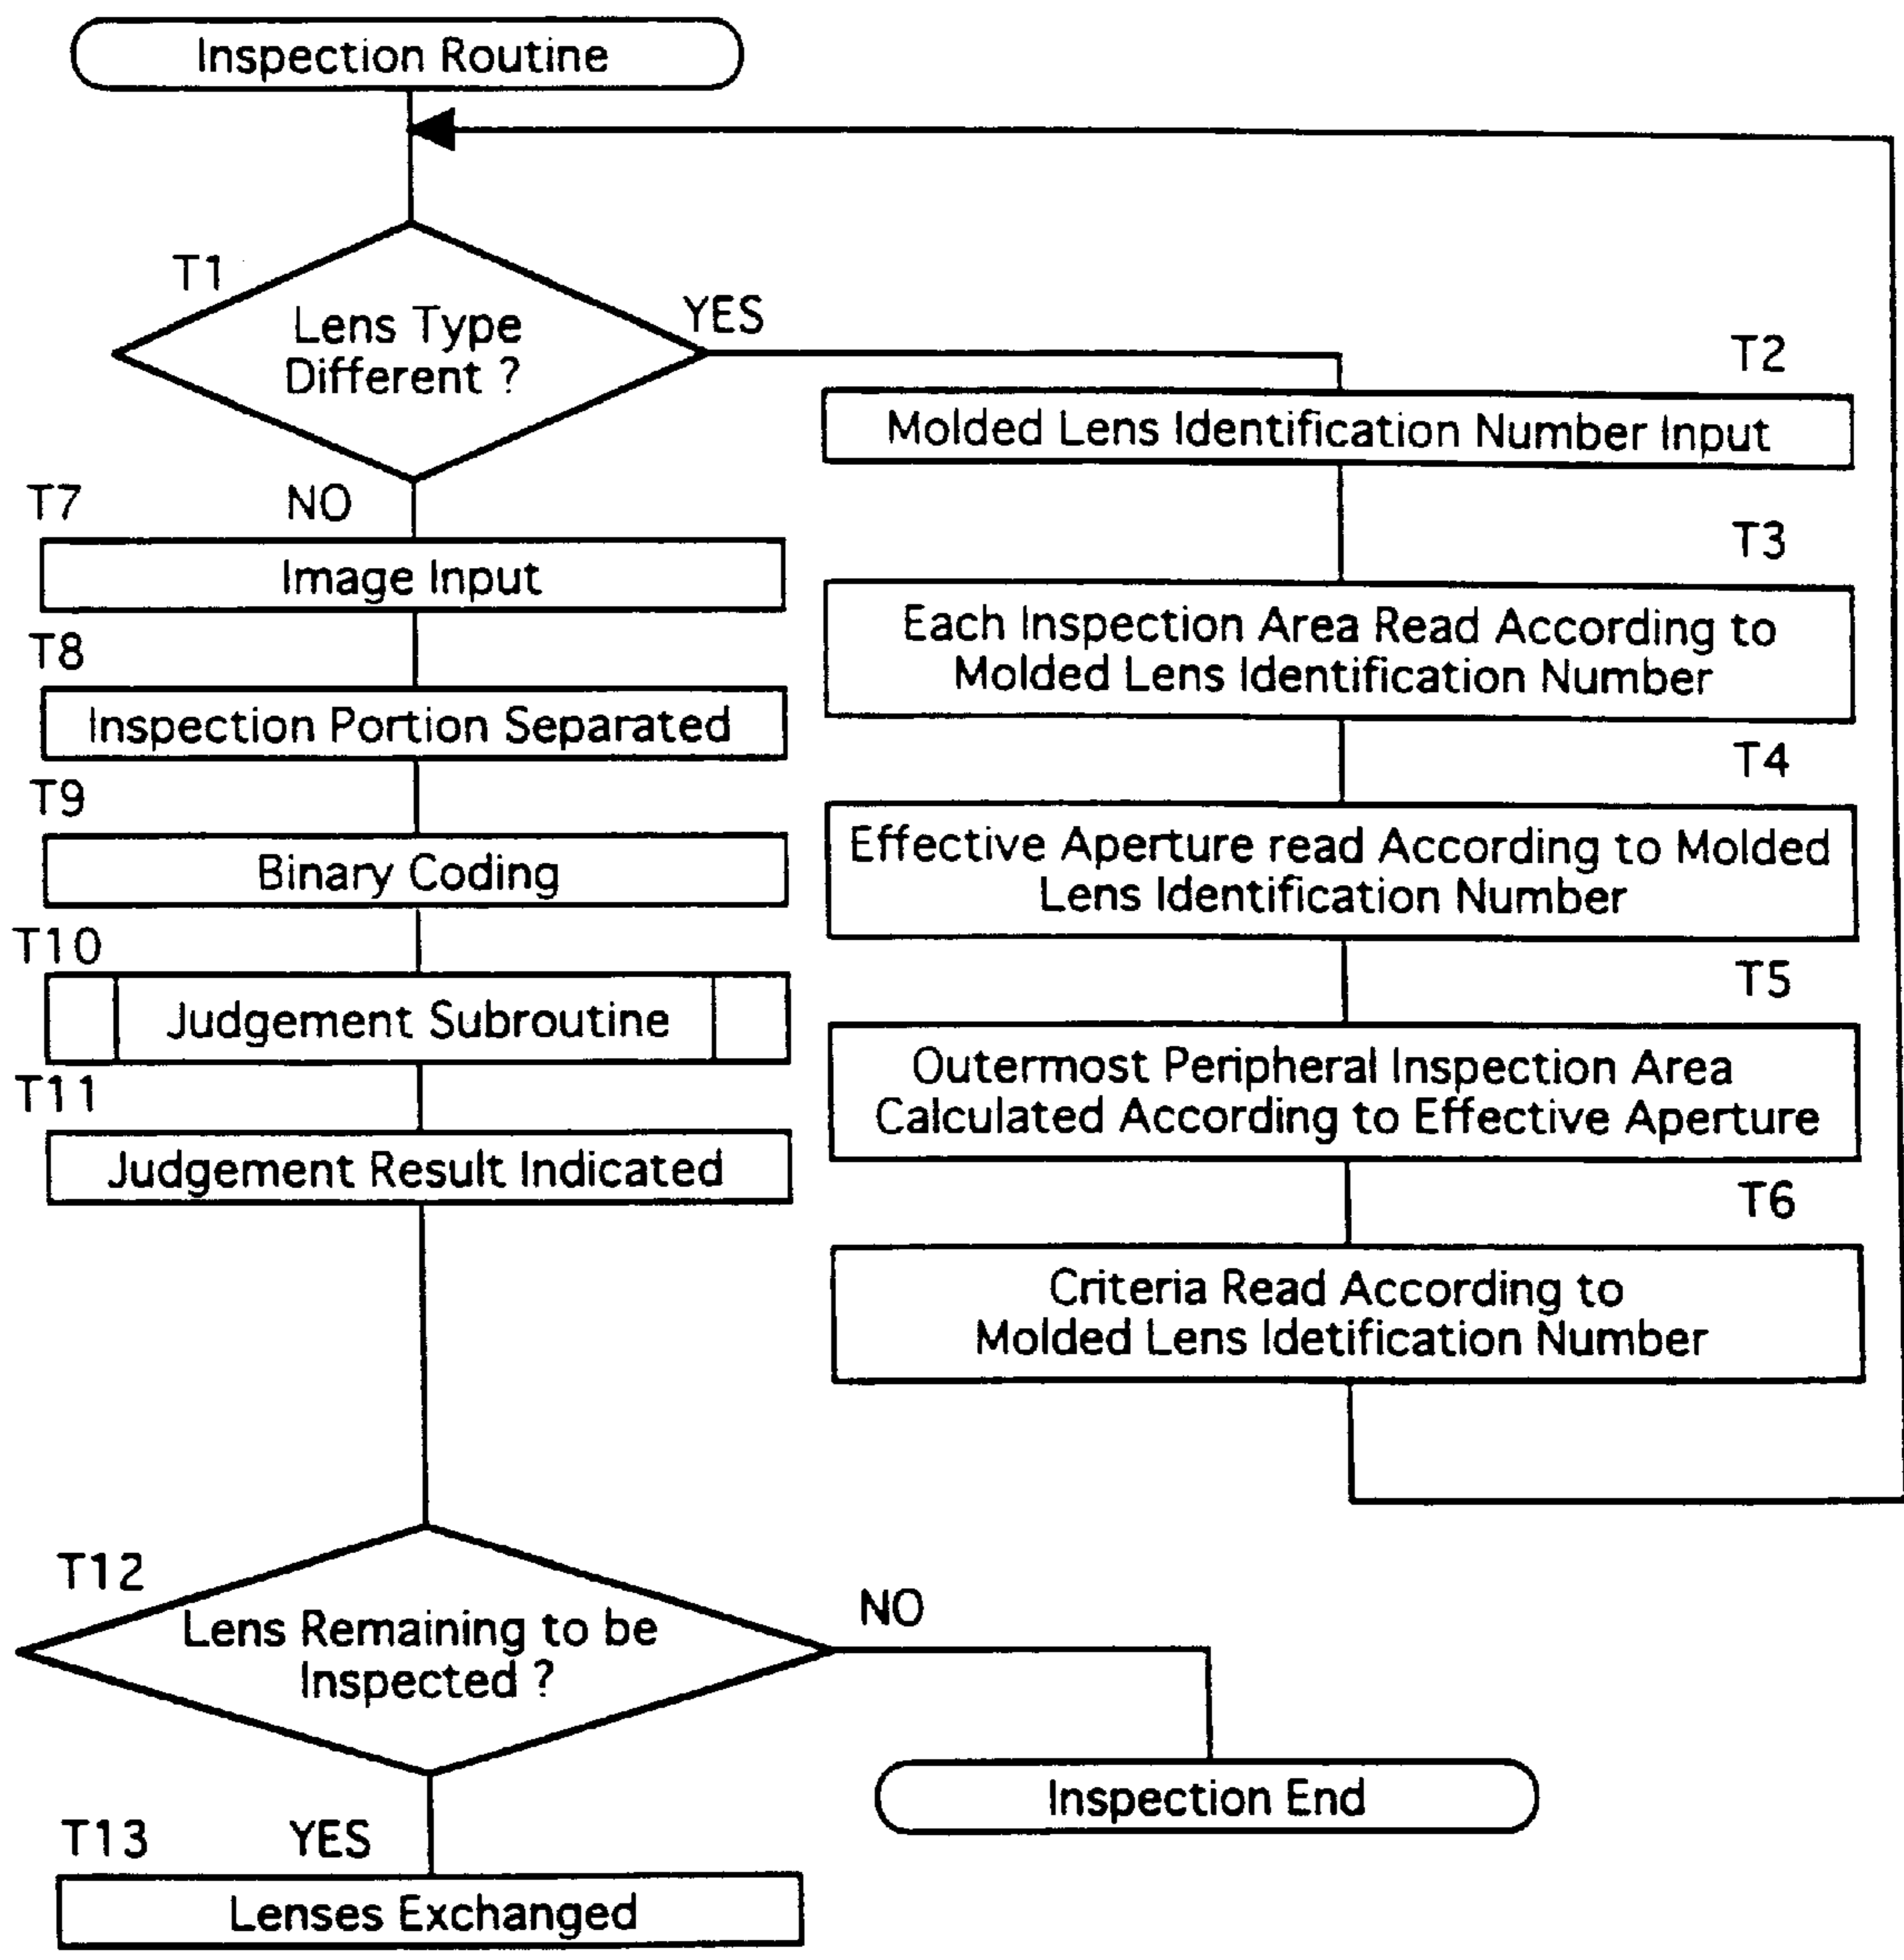 Inspection Routine
T1
Lens Type
Different ?
YES
NO
T2
Molded Lens Identification Number Input
T3
Each Inspection Area Read According to
Molded Lens Identification Number
T4
Effective Aperture read According to Molded
Lens Identification Number
T5
Outermost Peripheral Inspection Area
Calculated According to Effective Aperture
T6
Criteria Read According to
Molded Lens Idetification Number
T7
Image Input
T8
Inspection Portion Separated
T9
Binary Coding
T10
Judgement Subroutine
T11
Judgement Result Indicated
T12
Lens Remaining to be
Inspected ?
NO
Inspection End
T13
YES
Lenses Exchanged